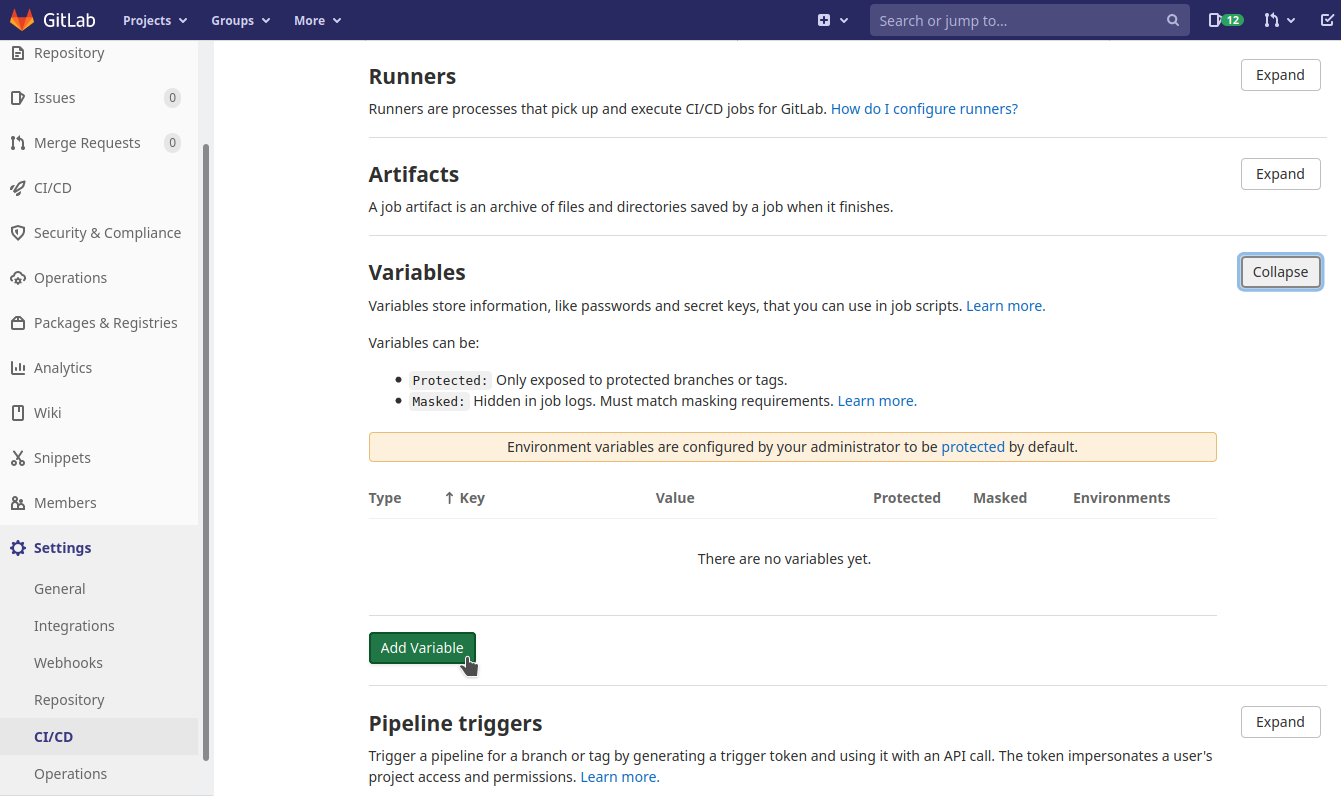 GitLab Projects Groups More Search or jump to... 12
Repository
Issues 0
Merge Requests 0
CI/CD
Security & Compliance
Operations
Packages & Registries
Analytics
Wiki
Snippets
Members
Settings
General
Integrations
Webhooks
Repository
CI/CD
Operations
Runners
Expand
Runners are processes that pick up and execute CI/CD jobs for GitLab. How do I configure runners?
Artifacts
Expand
A job artifact is an archive of files and directories saved by a job when it finishes.
Variables
Collapse
Variables store information, like passwords and secret keys, that you can use in job scripts. Learn more.
Variables can be:
Protected: Only exposed to protected branches or tags.
Masked: Hidden in job logs. Must match masking requirements. Learn more.
Environment variables are configured by your administrator to be protected by default.
Type ↑ Key Value Protected Masked Environments
There are no variables yet.
Add Variable
Pipeline triggers
Expand
Trigger a pipeline for a branch or tag by generating a trigger token and using it with an API call. The token impersonates a user's
project access and permissions. Learn more.